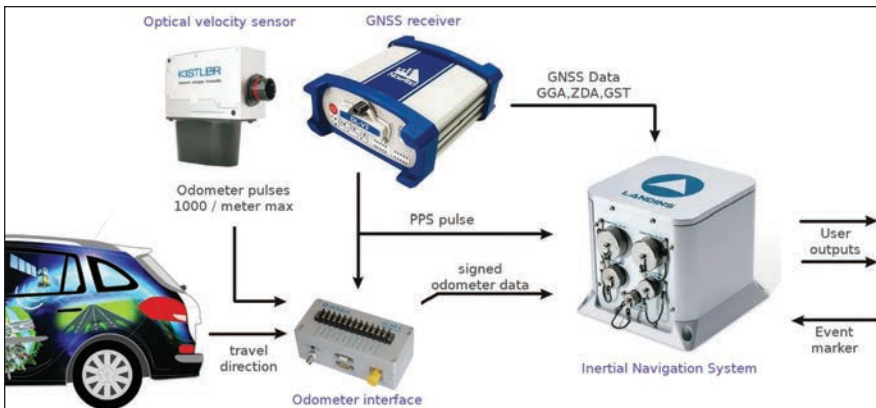 Optical velocity sensor
GNSS receiver
KISTLER
GNSS Data
GGA,ZDA,GST
LANDINS
Odometer pulses
1000 / meter max
PPS pulse
User
outputs
signed
odometer data
travel
direction
Event
marker
Inertial Navigation System
Odometer interface